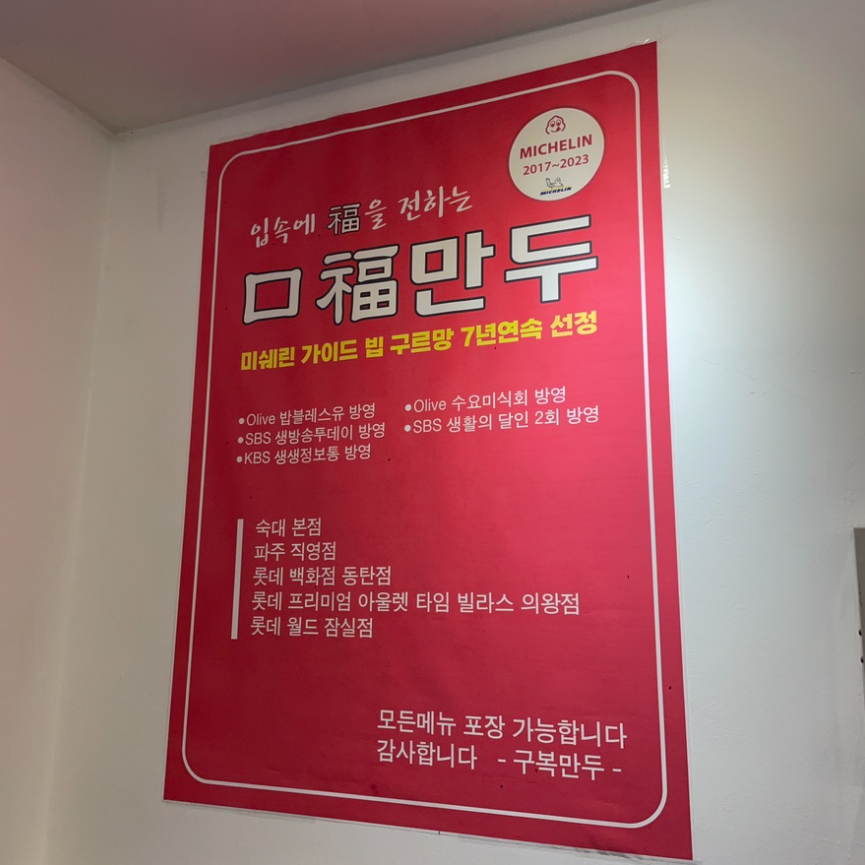 MICHELIN
2017~2023
MICHELIN
입속에 福을 전하는
口福만두
미쉐린 가이드 빕 구르망 7년연속 선정
•Olive 밥블레스유 방영
•Olive 수요미식회 방영
•SBS 생방송투데이 방영
•SBS 생활의 달인 2회 방영
•KBS 생생정보통 방영
숙대 본점
파주 직영점
롯데 백화점 동탄점
롯데 프리미엄 아울렛 타임 빌라스 의왕점
롯데 월드 잠실점
모든메뉴 포장 가능합니다
감사합니다 - 구복만두 -